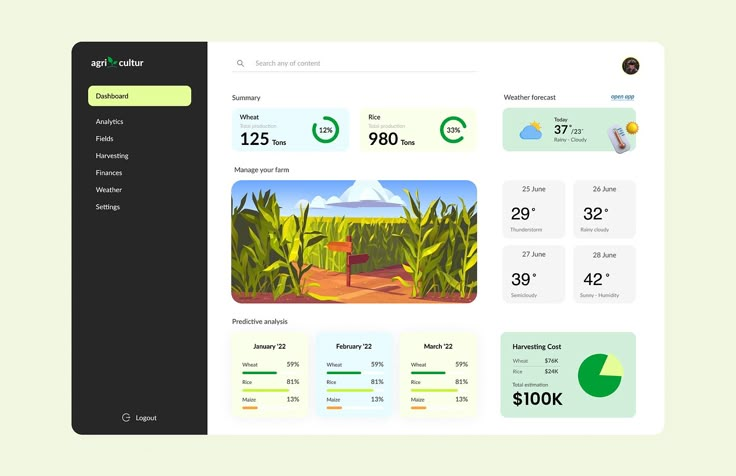 agri cultur
Search any of content
Dashboard
Analytics
Fields
Harvesting
Finances
Weather
Settings
Logout
Summary
Wheat
Total production
125 Tons
12%
Rice
Total production
980 Tons
33%
Weather forecast
open app
Today
37°/23°
Rainy - Cloudy
Manage your farm
25 June
29°
Thunderstorm
26 June
32°
Rainy cloudy
27 June
39°
Semicloudy
28 June
42°
Sunny - Humidity
Predictive analysis
January '22
Wheat 59%
Rice 81%
Maize 13%
February '22
Wheat 59%
Rice 81%
Maize 13%
March '22
Wheat 59%
Rice 81%
Maize 13%
Harvesting Cost
Wheat $76K
Rice $24K
Total estimation
$100K